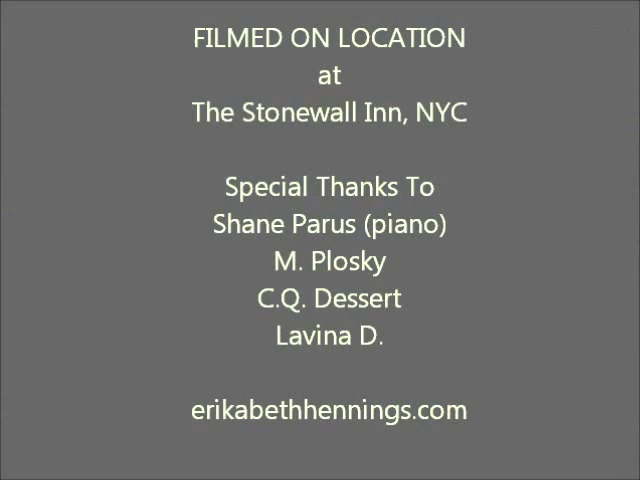 FILMED ON LOCATION
at
The Stonewall Inn, NYC
Special Thanks To
Shane Parus (piano)
M. Plosky
C.Q. Dessert
Lavina D.
erikabethhennings.com